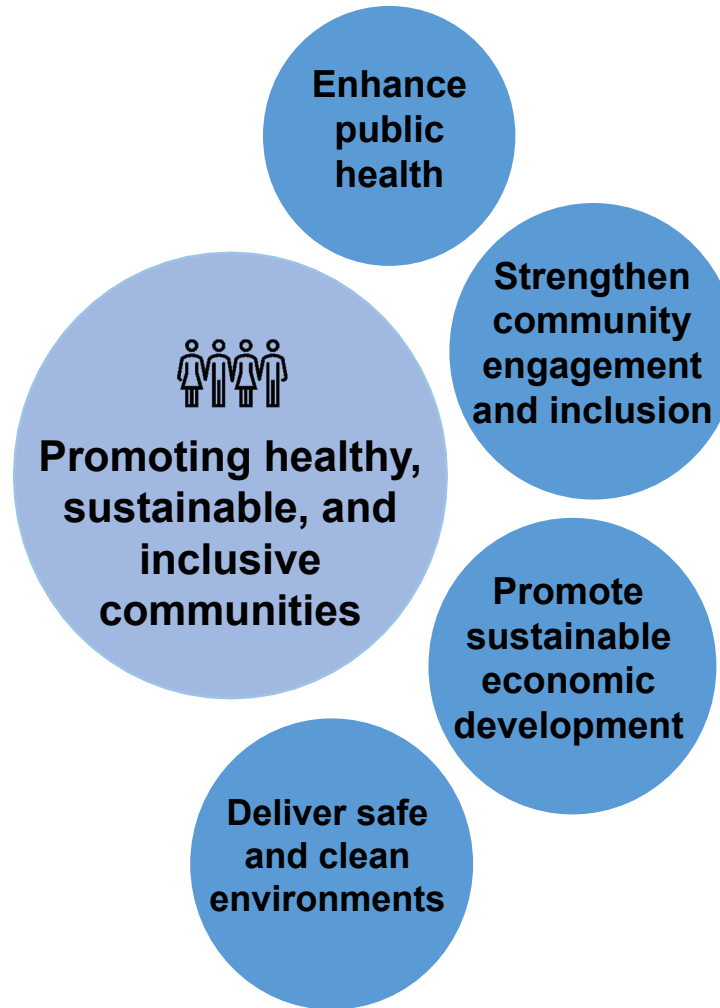 Enhance
public
health
Strengthen
community
engagement
and inclusion
Promoting healthy,
sustainable, and
inclusive
communities
Promote
sustainable
economic
development
Deliver safe
and clean
environments